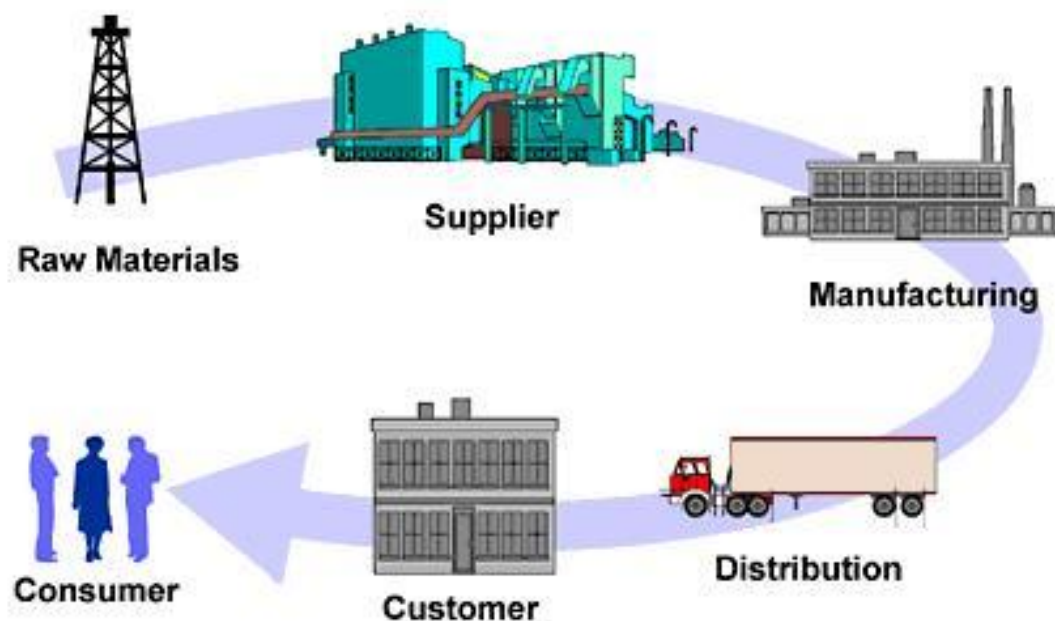 Raw Materials
Supplier
Manufacturing
Distribution
Customer
Consumer